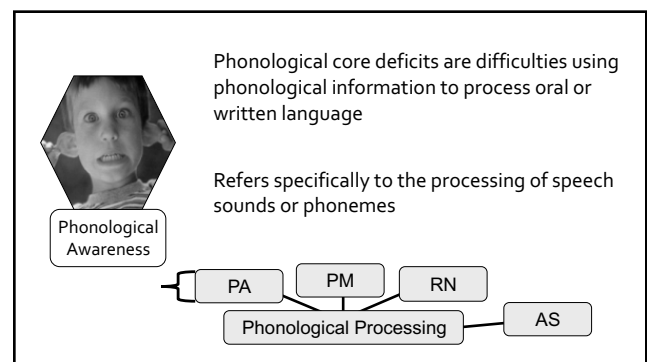 Phonological core deficits are difficulties using
phonological information to process oral or
written language
Refers specifically to the processing of speech
sounds or phonemes
Phonological
Awareness
PA
PM
RN
Phonological Processing
AS